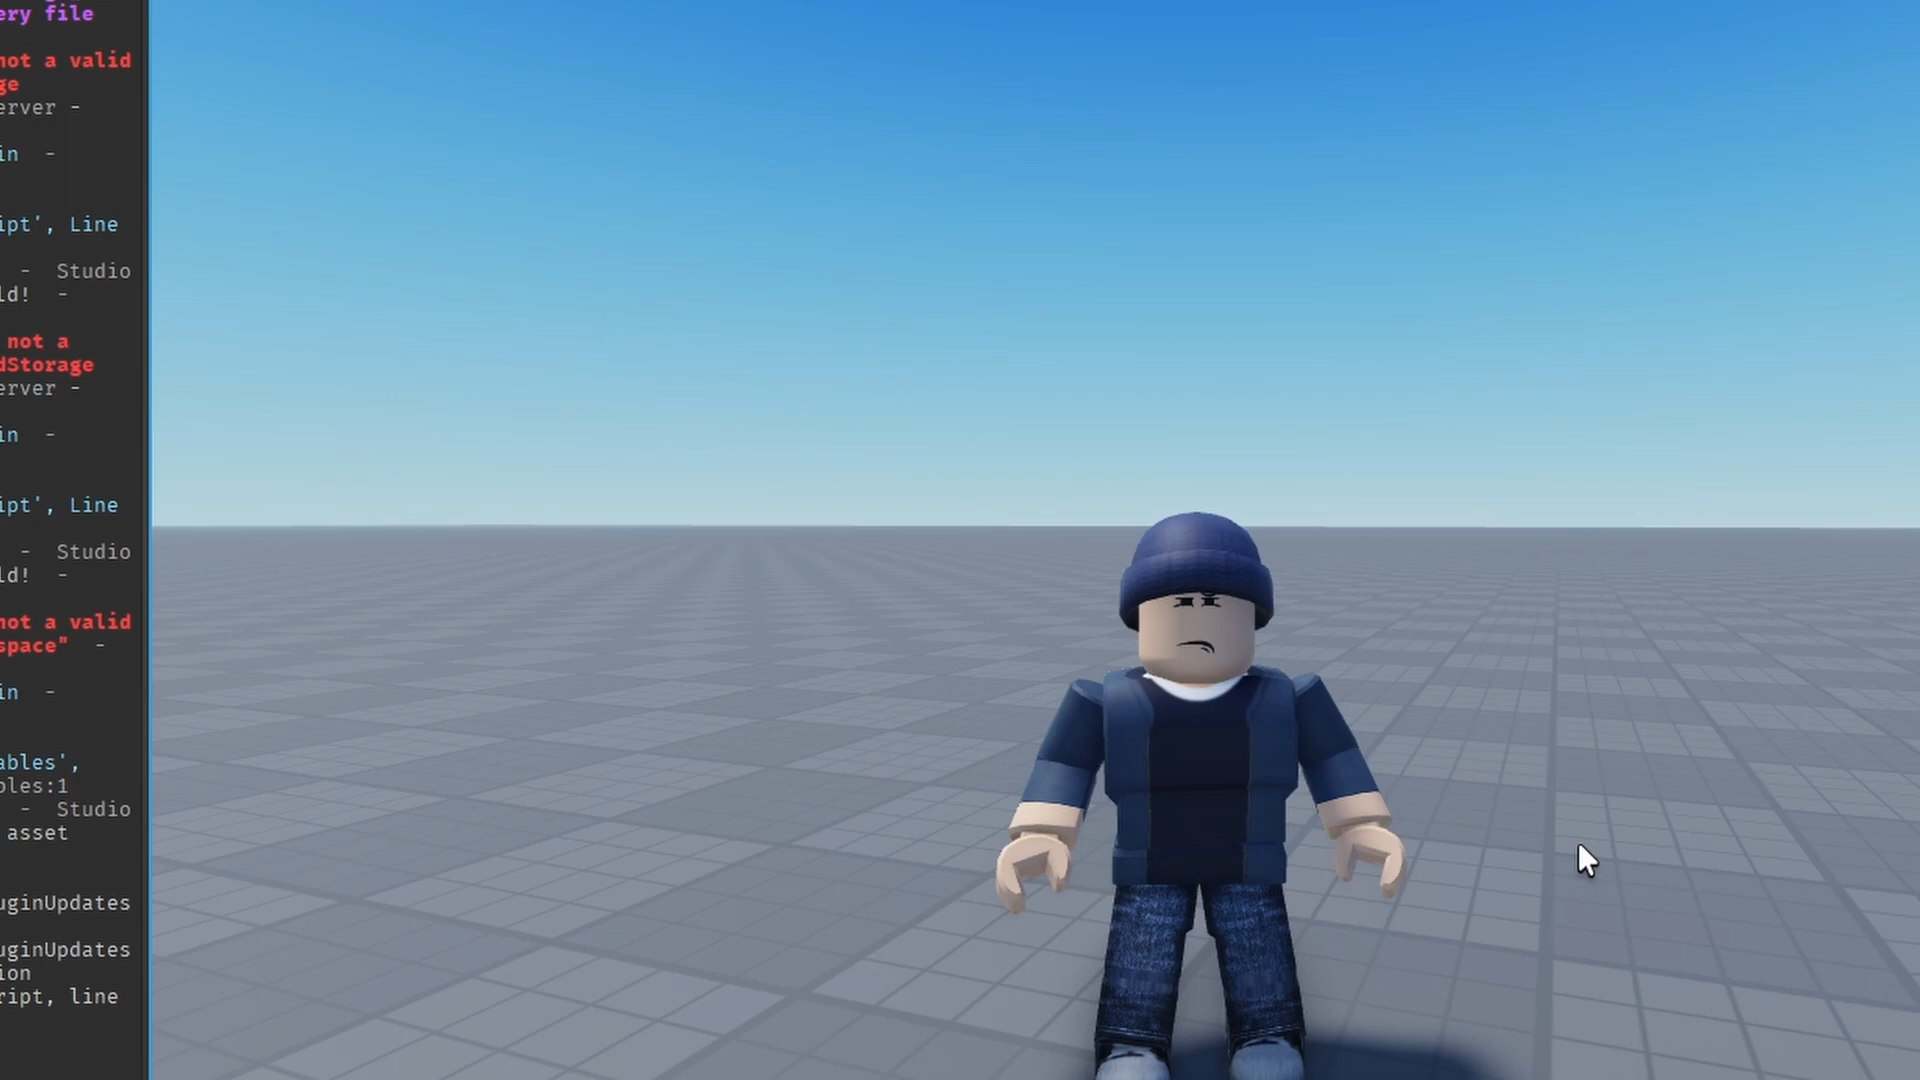 ery file
not a valid
ge
erver -
in -
ipt', Line
- Studio
ld! -
not a
dStorage
erver -
in -
ipt', Line
- Studio
ld! -
not a valid
space" -
in -
ables',
bles:1
- Studio
asset
uginUpdates
uginUpdates
ion
ript, line